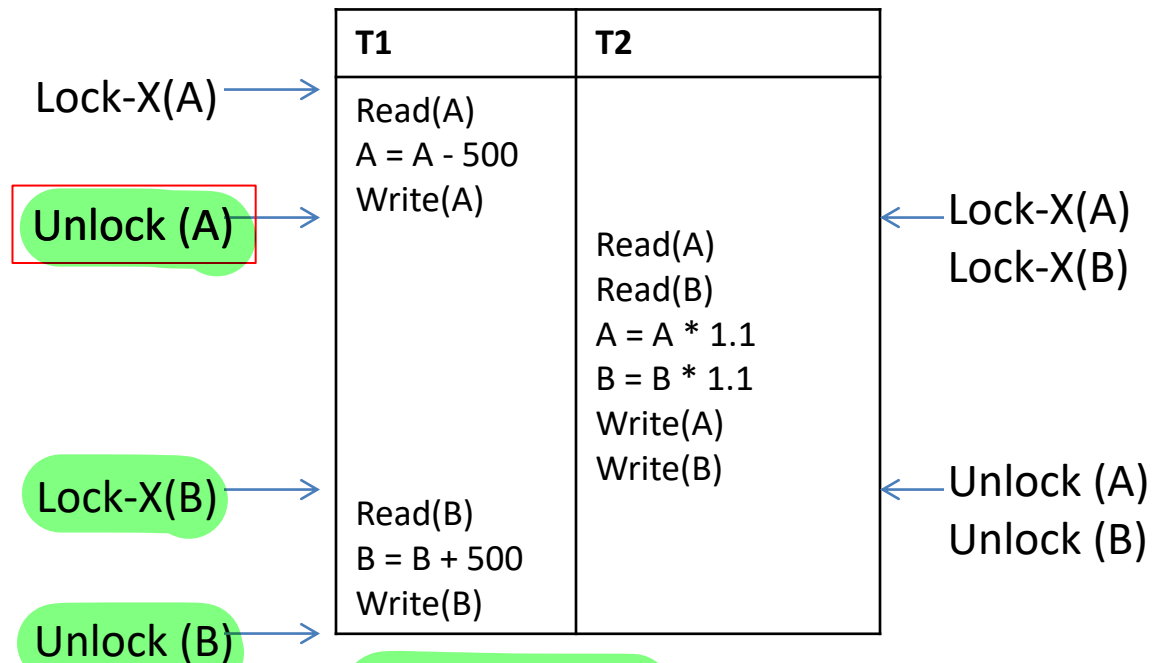 T1
T2
Lock-X(A)
Read(A)
A = A - 500
Write(A)
Unlock (A)
Lock-X(A)
Lock-X(B)
Read(A)
Read(B)
A = A * 1.1
B = B * 1.1
Write(A)
Write(B)
Unlock (A)
Unlock (B)
Lock-X(B)
Read(B)
B = B + 500
Write(B)
Unlock (B)